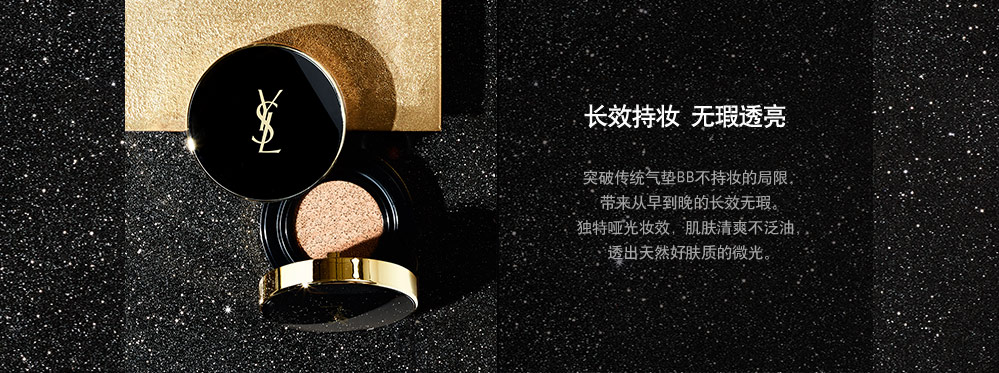 YSL
长效持妆 无瑕透亮
突破传统气垫BB不持妆的局限,
带来从早到晚的长效无瑕。
独特哑光妆效，肌肤清爽不泛油,
透出天然好肤质的微光。